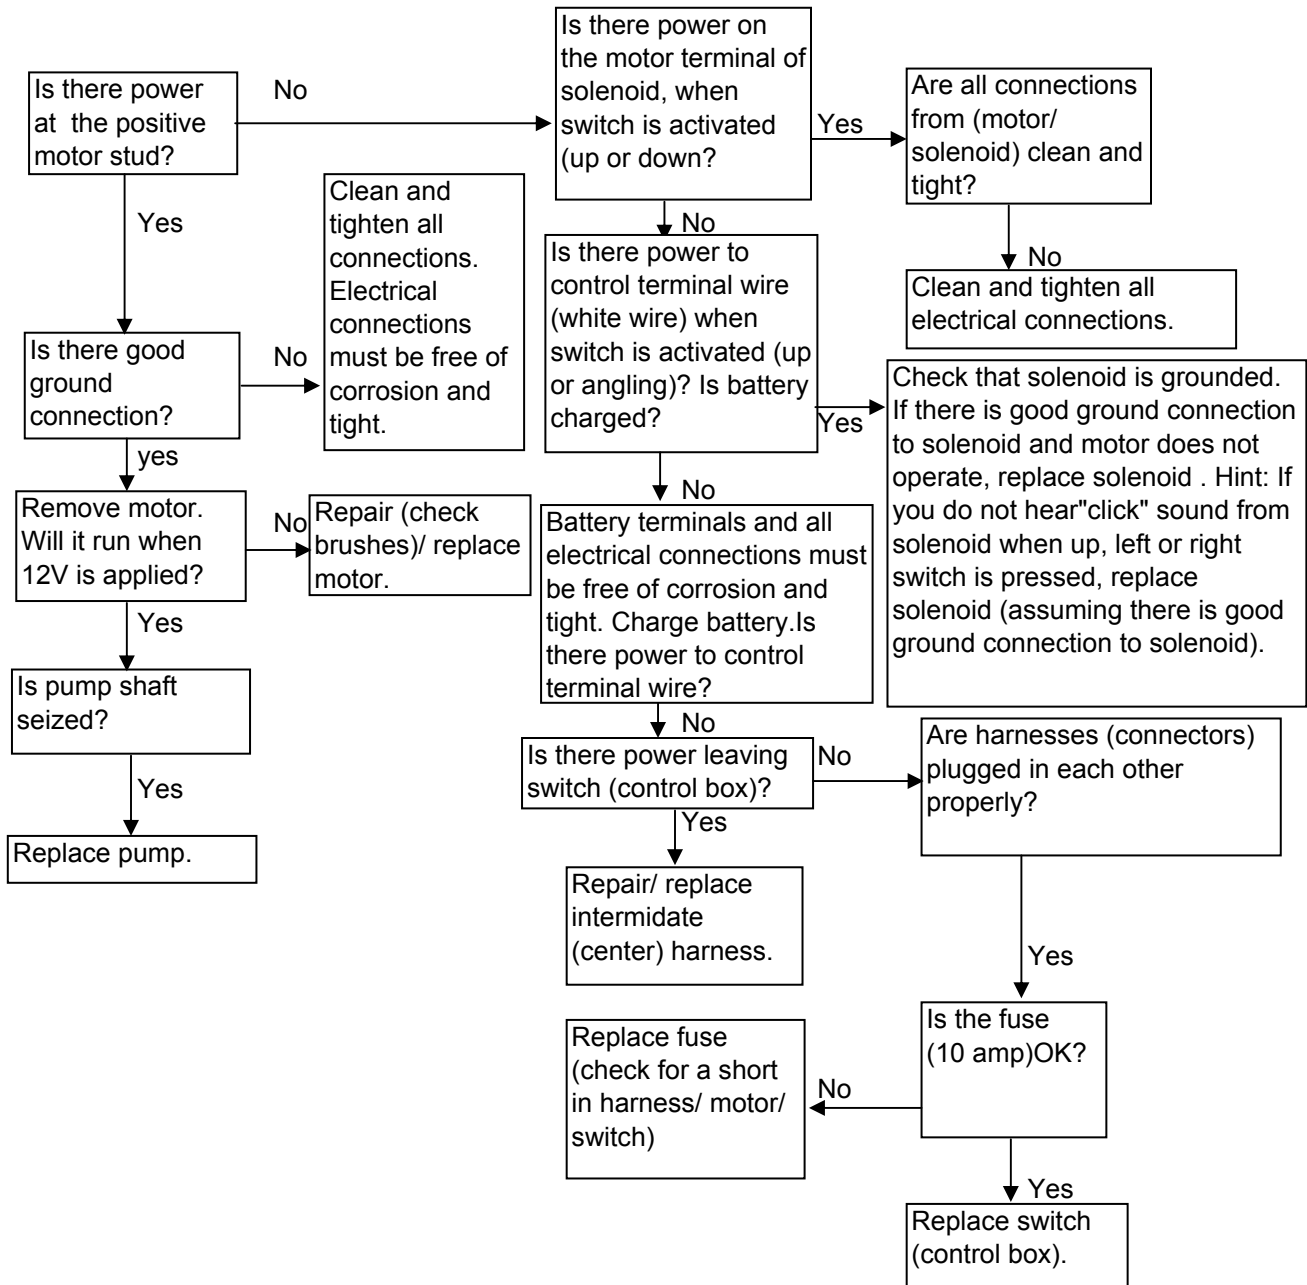 Is there power
at the positive
motor stud?
No
Is there power on
the motor terminal of
solenoid, when
switch is activated
(up or down?
Yes
Are all connections
from (motor/
solenoid) clean and
tight?
No
Clean and tighten all
electrical connections.
Yes
Is there good
ground
connection?
No
Clean and
tighten all
connections.
Electrical
connections
must be free of
corrosion and
tight.
No
Is there power to
control terminal wire
(white wire) when
switch is activated (up
or angling)? Is battery
charged?
Yes
Check that solenoid is grounded.
If there is good ground connection
to solenoid and motor does not
operate, replace solenoid . Hint: If
you do not hear"click" sound from
solenoid when up, left or right
switch is pressed, replace
solenoid (assuming there is good
ground connection to solenoid).
yes
Remove motor.
Will it run when
12V is applied?
No
Repair (check
brushes)/ replace
motor.
Yes
Is pump shaft
seized?
Yes
Replace pump.
No
Battery terminals and all
electrical connections must
be free of corrosion and
tight. Charge battery.Is
there power to control
terminal wire?
No
Is there power leaving
switch (control box)?
No
Are harnesses (connectors)
plugged in each other
properly?
Yes
Repair/ replace
intermidate
(center) harness.
Yes
Is the fuse
(10 amp)OK?
No
Replace fuse
(check for a short
in harness/ motor/
switch)
Yes
Replace switch
(control box).